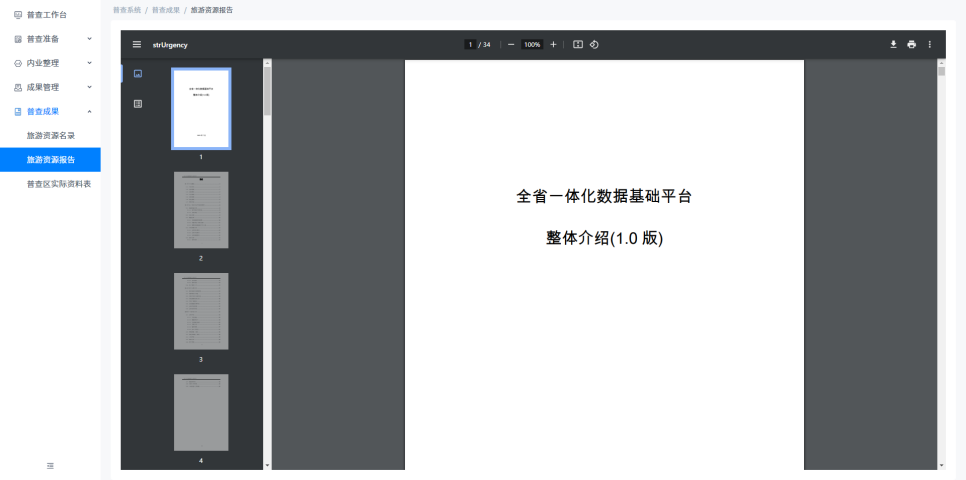 普查工作台
普查准备
内业整理
成果管理
普查成果
旅游资源名录
旅游资源报告
普查区实际资料表
普查系统 / 普查成果 / 旅游资源报告
strUrgency
1 / 34
100%
1
2
3
4
全省一体化数据基础平台
整体介绍(1.0 版)